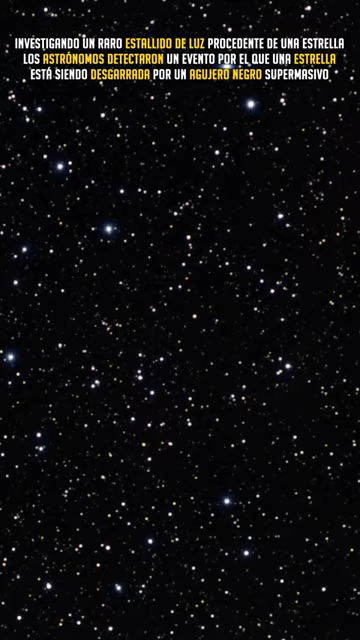 INVESTIGANDO UN RARO ESTALLIDO DE LUZ PROCEDENTE DE UNA ESTRELLA
LOS ASTRÓNOMOS DETECTARON UN EVENTO POR EL QUE UNA ESTRELLA
ESTÁ SIENDO DESGARRADA POR UN AGUJERO NEGRO SUPERMASIVO